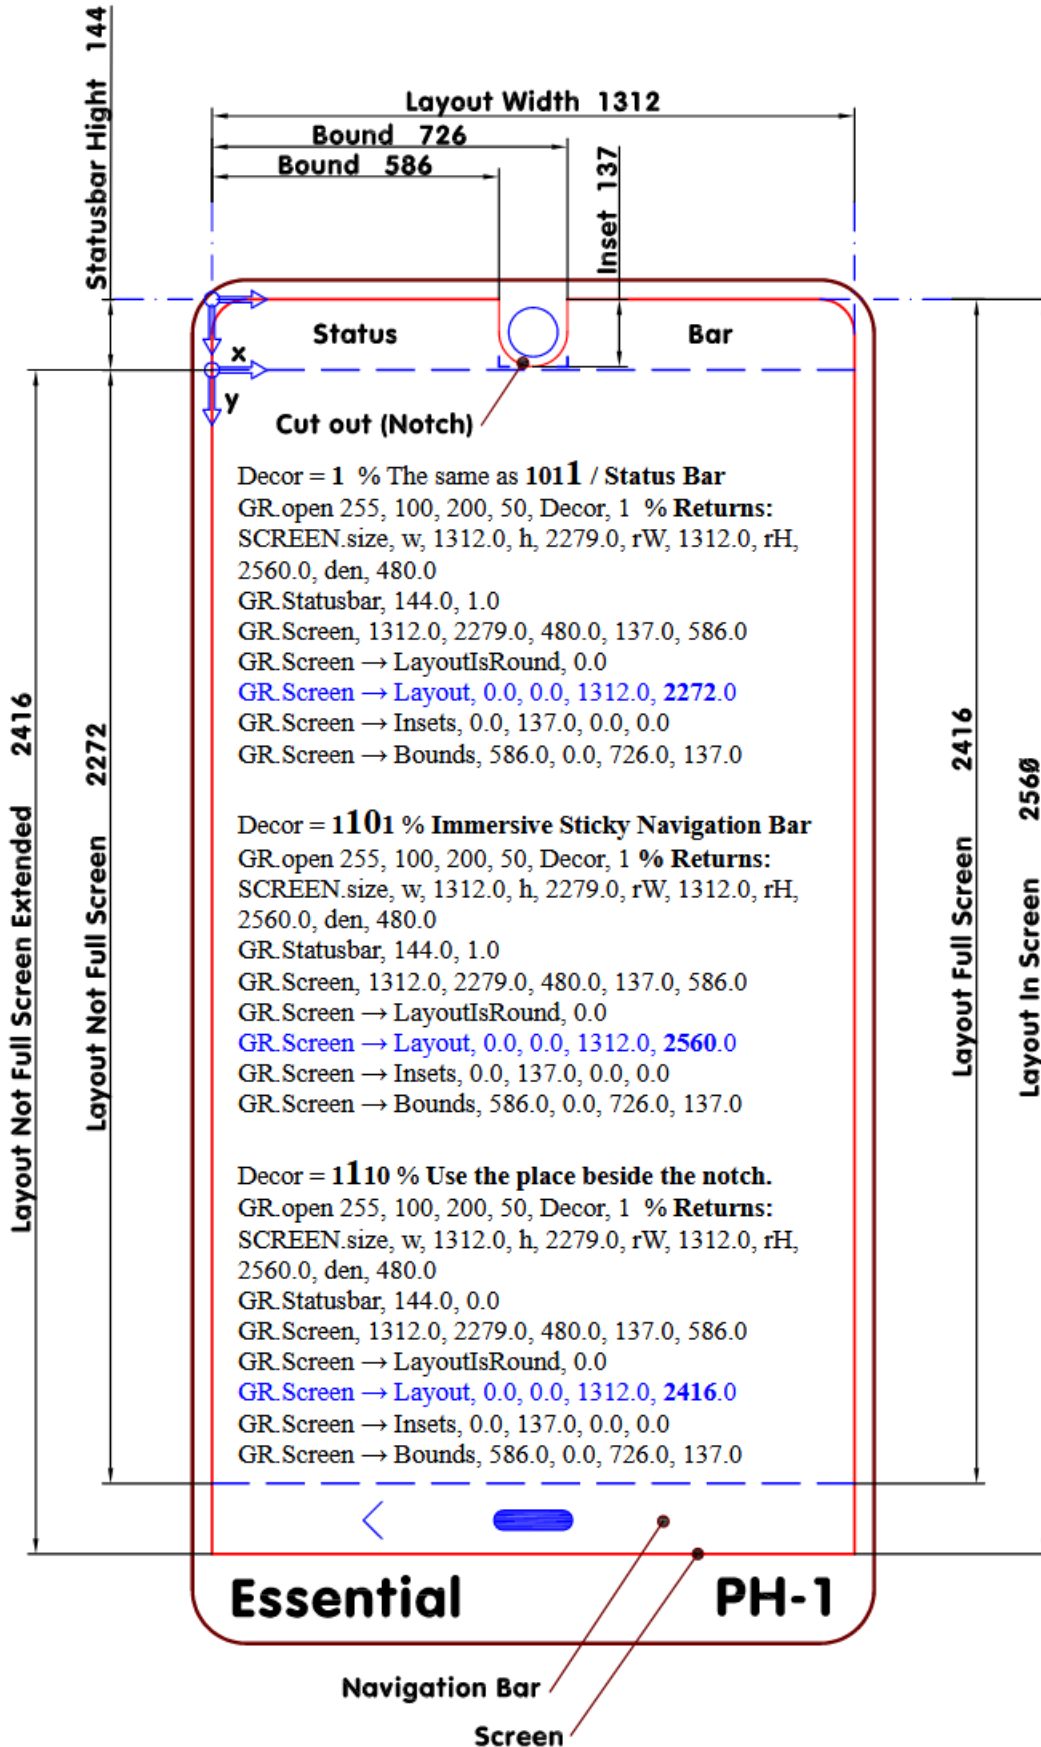 Statusbar Hight 144
Layout Width 1312
Bound 726
Bound 586
Inset 137
Status Bar
x
y
Cut out (Notch)
Decor = 1 % The same as 1011 / Status Bar
GR.open 255, 100, 200, 50, Decor, 1 % Returns:
SCREEN.size, w, 1312.0, h, 2279.0, rW, 1312.0, rH,
2560.0, den, 480.0
GR.Statusbar, 144.0, 1.0
GR.Screen, 1312.0, 2279.0, 480.0, 137.0, 586.0
GR.Screen → LayoutIsRound, 0.0
GR.Screen → Layout, 0.0, 0.0, 1312.0, 2272.0
GR.Screen → Insets, 0.0, 137.0, 0.0, 0.0
GR.Screen → Bounds, 586.0, 0.0, 726.0, 137.0
Decor = 1101 % Immersive Sticky Navigation Bar
GR.open 255, 100, 200, 50, Decor, 1 % Returns:
SCREEN.size, w, 1312.0, h, 2279.0, rW, 1312.0, rH,
2560.0, den, 480.0
GR.Statusbar, 144.0, 1.0
GR.Screen, 1312.0, 2279.0, 480.0, 137.0, 586.0
GR.Screen → LayoutIsRound, 0.0
GR.Screen → Layout, 0.0, 0.0, 1312.0, 2560.0
GR.Screen → Insets, 0.0, 137.0, 0.0, 0.0
GR.Screen → Bounds, 586.0, 0.0, 726.0, 137.0
Decor = 1110 % Use the place beside the notch.
GR.open 255, 100, 200, 50, Decor, 1 % Returns:
SCREEN.size, w, 1312.0, h, 2279.0, rW, 1312.0, rH,
2560.0, den, 480.0
GR.Statusbar, 144.0, 0.0
GR.Screen, 1312.0, 2279.0, 480.0, 137.0, 586.0
GR.Screen → LayoutIsRound, 0.0
GR.Screen → Layout, 0.0, 0.0, 1312.0, 2416.0
GR.Screen → Insets, 0.0, 137.0, 0.0, 0.0
GR.Screen → Bounds, 586.0, 0.0, 726.0, 137.0
Layout Not Full Screen Extended 2416
Layout Not Full Screen 2272
Layout Full Screen 2416
Layout In Screen 2560
Essential PH-1
Navigation Bar
Screen